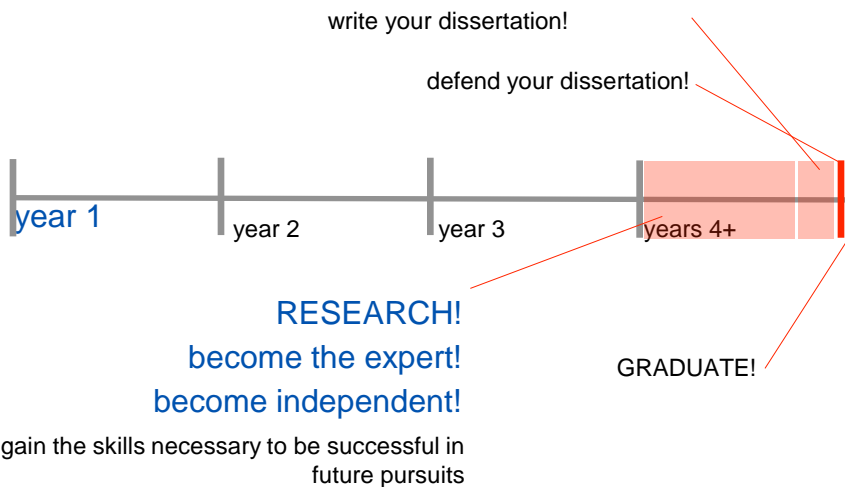 write your dissertation!
defend your dissertation!
year 1
year 2
year 3
years 4+
RESEARCH!
become the expert!
become independent!
GRADUATE!
gain the skills necessary to be successful in
future pursuits